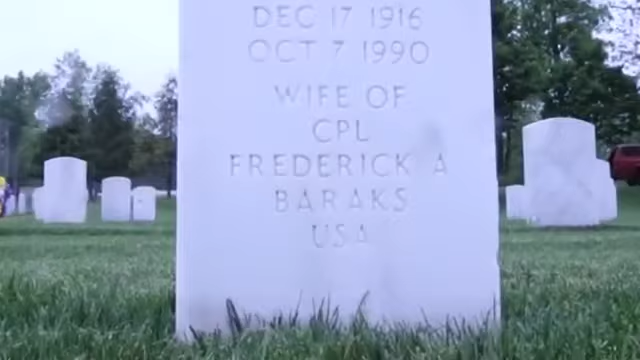 DEC 17 1916
OCT 7 1990
WIFE OF
CPL
FREDERICK A
BARAKS
USA